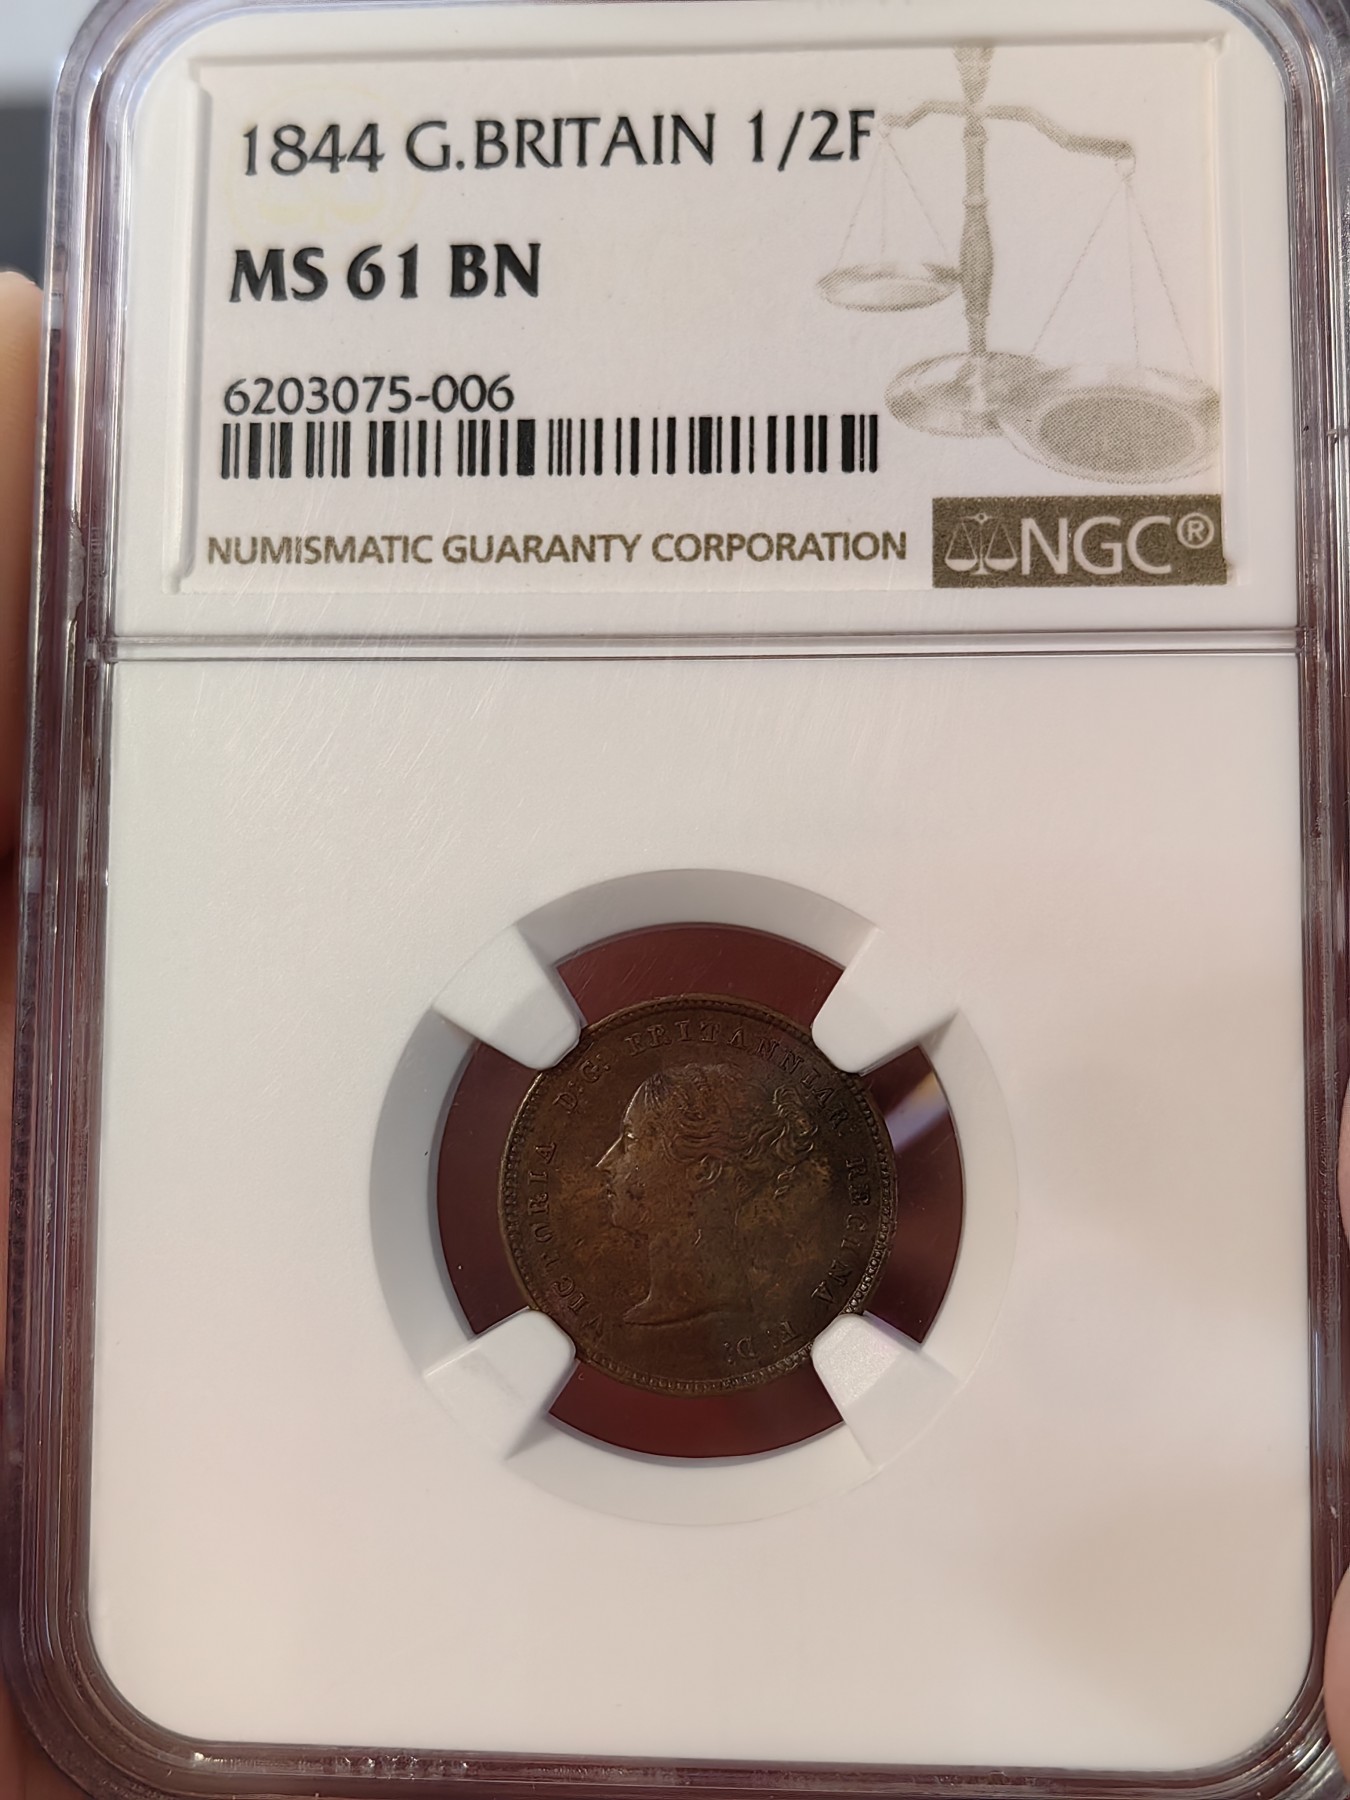 1844 G.BRITAIN 1/2F
MS 61 BN
6203075-006
NUMISMATIC GUARANTY CORPORATION NGC®
VICTORIA D:G: BRITANNIAR: REGINA F:D: